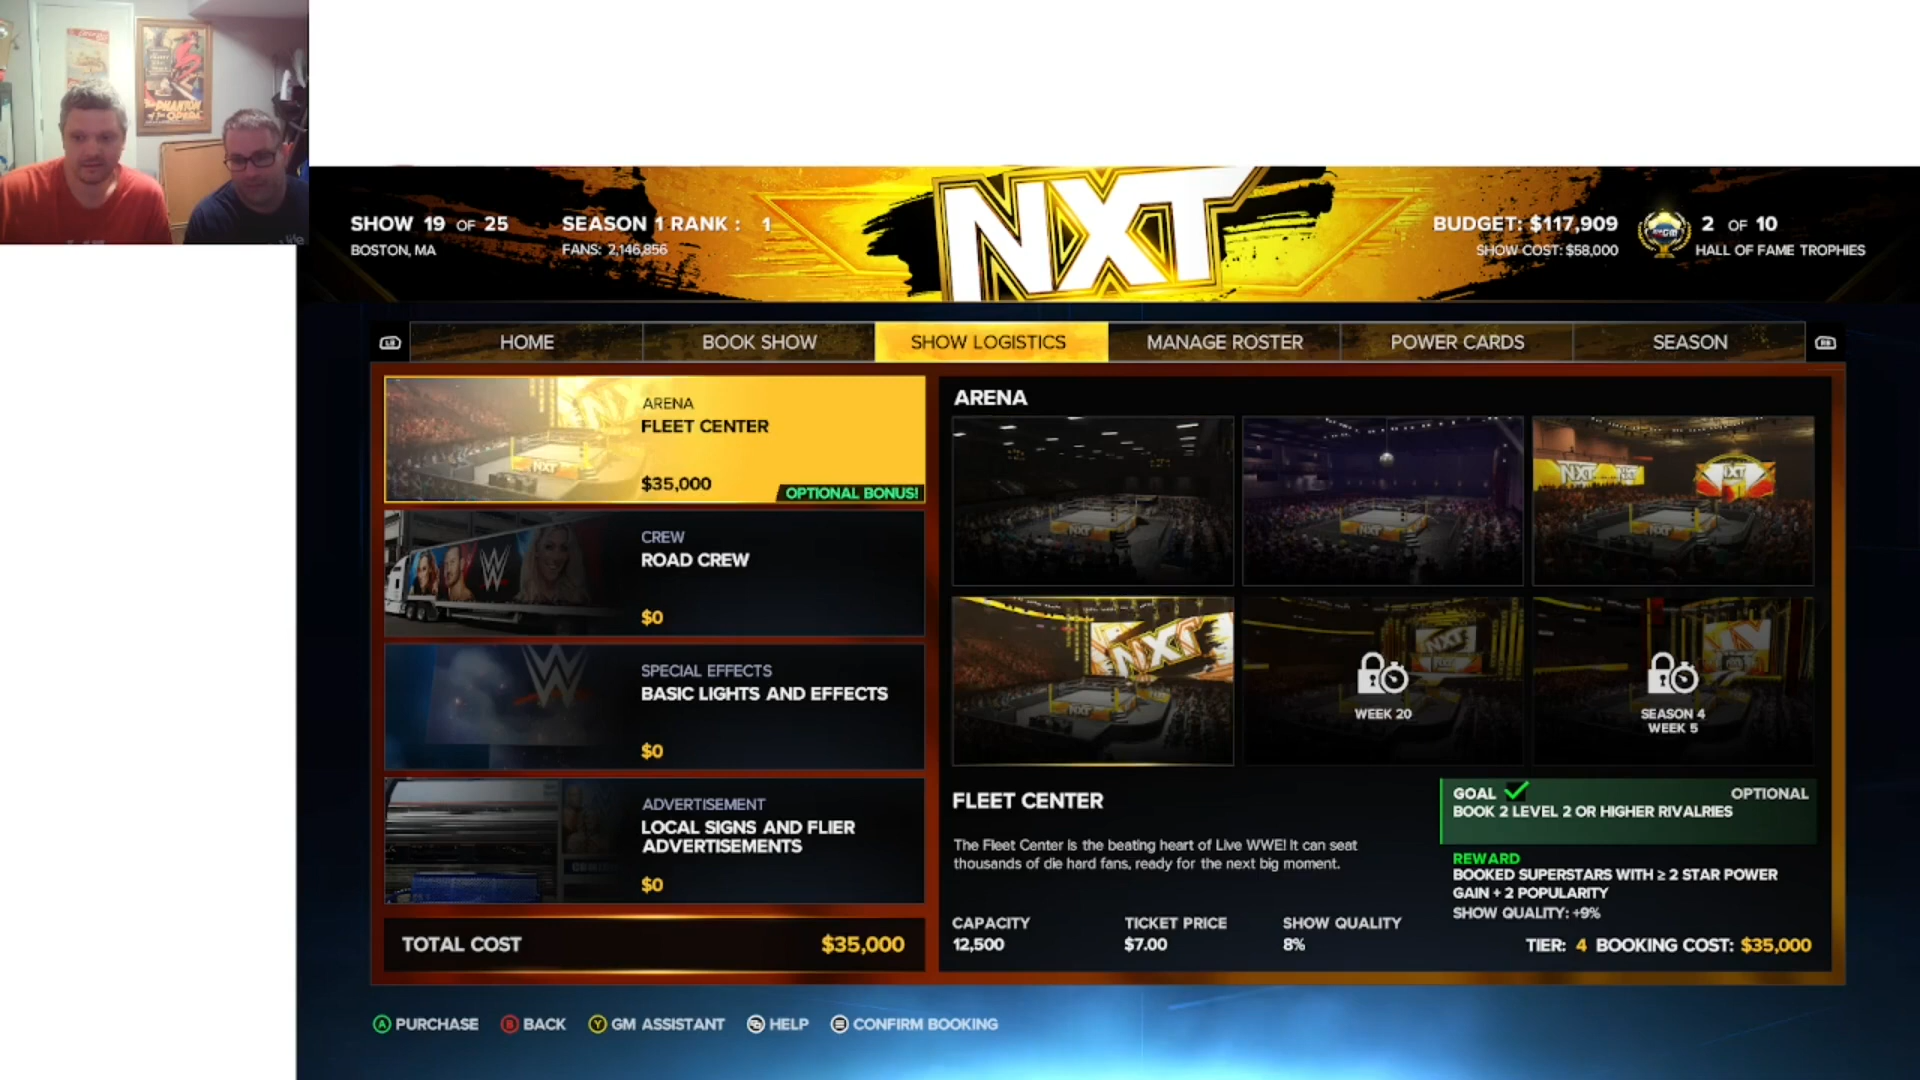 PHANTOM
OF THE
OPERA
NXT
SHOW 19 OF 25
BOSTON, MA
SEASON 1 RANK : 1
FANS: 2,146,856
BUDGET: $117,909
SHOW COST: $58,000
2 OF 10
HALL OF FAME TROPHIES
LB
HOME
BOOK SHOW
SHOW LOGISTICS
MANAGE ROSTER
POWER CARDS
SEASON
RB
ARENA
FLEET CENTER
$35,000
OPTIONAL BONUS!
CREW
ROAD CREW
$0
SPECIAL EFFECTS
BASIC LIGHTS AND EFFECTS
$0
ADVERTISEMENT
LOCAL SIGNS AND FLIER
ADVERTISEMENTS
$0
TOTAL COST $35,000
ARENA
WEEK 20
SEASON 4
WEEK 5
FLEET CENTER
The Fleet Center is the beating heart of Live WWE! It can seat
thousands of die hard fans, ready for the next big moment.
CAPACITY
12,500
TICKET PRICE
$7.00
SHOW QUALITY
8%
GOAL OPTIONAL
BOOK 2 LEVEL 2 OR HIGHER RIVALRIES
REWARD
BOOKED SUPERSTARS WITH ≥ 2 STAR POWER
GAIN + 2 POPULARITY
SHOW QUALITY: +9%
TIER: 4 BOOKING COST: $35,000
A PURCHASE
B BACK
Y GM ASSISTANT
HELP
CONFIRM BOOKING